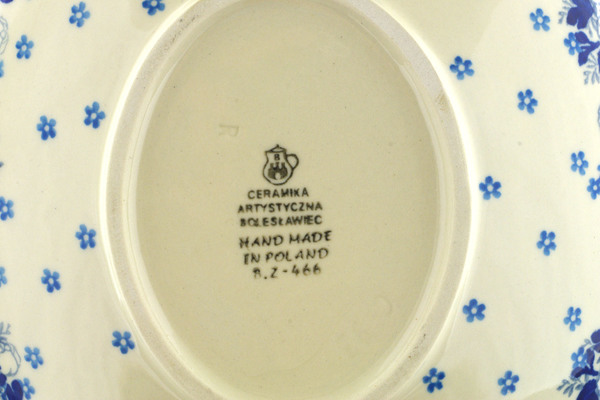 B
CERAMIKA
ARTYSTYCZNA
BOLESŁAWIEC
HAND MADE
IN POLAND
B.Z-466